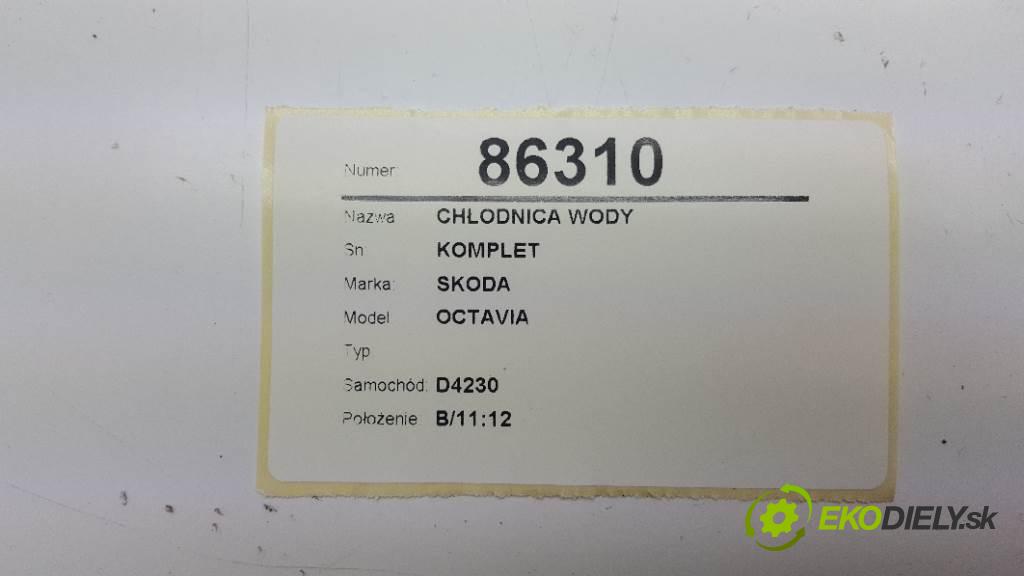 Numer: 86310
Nazwa CHŁODNICA WODY
Sn KOMPLET
Marka: SKODA
Model OCTAVIA
Typ
Samochód: D4230
Położenie B/11:12
EKODIELY.sk